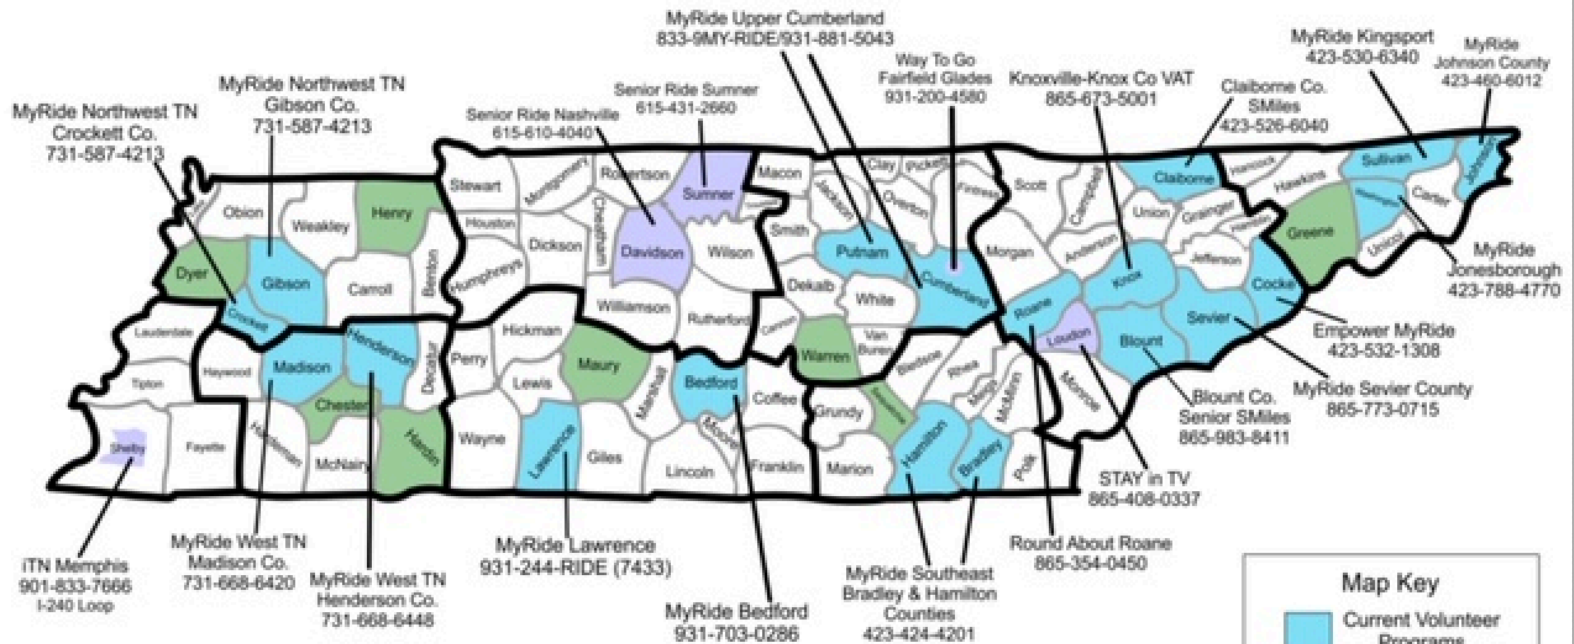 MyRide Upper Cumberland
833-9MY-RIDE/931-881-5043
MyRide Kingsport
423-530-6340
MyRide
Johnson County
423-460-6012
Way To Go
Fairfield Glades
931-200-4580
Knoxville-Knox Co VAT
865-673-5001
Claiborne Co.
SMiles
423-526-6040
MyRide Northwest TN
Gibson Co.
731-587-4213
Senior Ride Sumner
615-431-2660
Senior Ride Nashville
615-610-4040
MyRide Northwest TN
Crockett Co.
731-587-4213
Obion
Weakley
Henry
Dyer
Gibson
Carroll
Benton
Crockett
Stewart
Montgomery
Robertson
Sumner
Houston
Dickson
Cheatham
Davidson
Wilson
Humphreys
Williamson
Rutherford
Macon
Smith
Jackson
Clay
Pickett
Overton
Fentress
Putnam
Cumberland
Dekalb
White
Cannon
Warren
Van
Buren
Scott
Campbell
Claiborne
Union
Grainger
Hancock
Hawkins
Sullivan
Johnson
Washington
Carter
Greene
Unicoi
Morgan
Anderson
Knox
Jefferson
Hamblen
Cocke
Sevier
Roane
Loudon
Blount
Monroe
Lauderdale
Tipton
Haywood
Madison
Henderson
Decatur
Chester
Shelby
Fayette
Hardeman
McNairy
Hardin
Perry
Hickman
Lewis
Maury
Marshall
Bedford
Coffee
Wayne
Lawrence
Giles
Lincoln
Moore
Franklin
Grundy
Sequatchie
Bledsoe
Rhea
Meigs
McMinn
Marion
Hamilton
Bradley
Polk
MyRide
Jonesborough
423-788-4770
Empower MyRide
423-532-1308
MyRide Sevier County
865-773-0715
Blount Co.
Senior SMiles
865-983-8411
STAY in TV
865-408-0337
Round About Roane
865-354-0450
iTN Memphis
901-833-7666
I-240 Loop
MyRide West TN
Madison Co.
731-668-6420
MyRide West TN
Henderson Co.
731-668-6448
MyRide Lawrence
931-244-RIDE (7433)
MyRide Bedford
931-703-0286
MyRide Southeast
Bradley & Hamilton
Counties
423-424-4201
Map Key
Current Volunteer
Programs